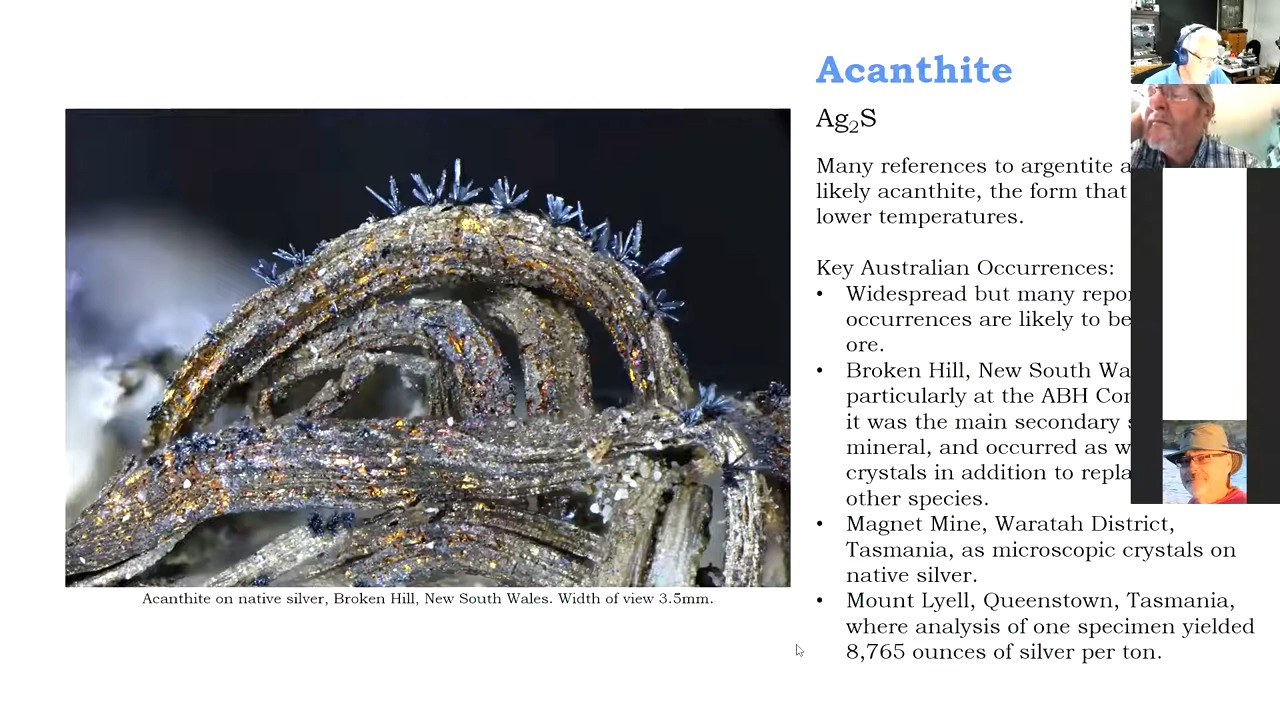 Acanthite
Ag₂S
Many references to argentite
likely acanthite, the form that
lower temperatures.
Key Australian Occurrences:
• Widespread but many
occurrences are likely to be
ore.
• Broken Hill, New South
particularly at the ABH
it was the main secondary
mineral, and occurred as
crystals in addition to
other species.
• Magnet Mine, Waratah District,
Tasmania, as microscopic crystals on
native silver.
• Mount Lyell, Queenstown, Tasmania,
where analysis of one specimen yielded
8,765 ounces of silver per ton.
Acanthite on native silver, Broken Hill, New South Wales. Width of view 3.5mm.